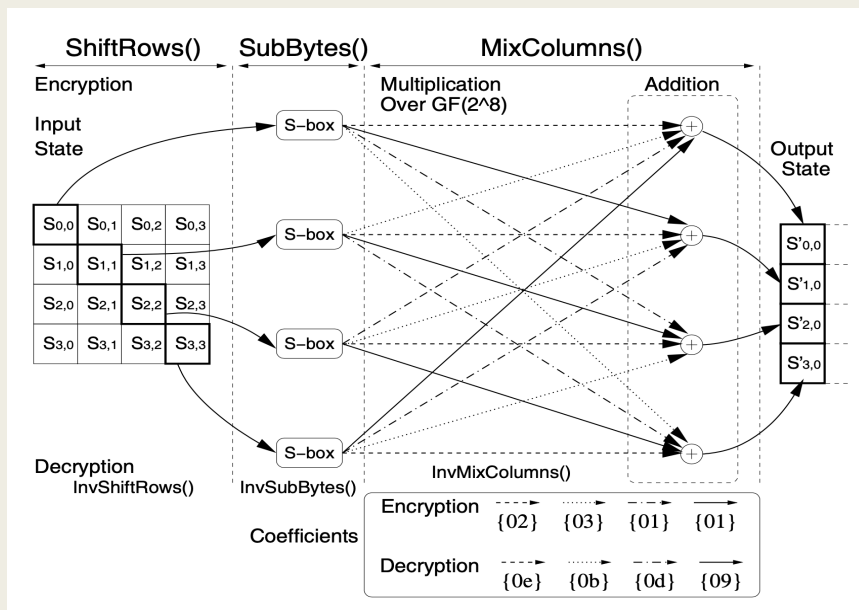 ShiftRows() SubBytes() MixColumns()
Encryption
Multiplication
Over GF(2^8)
Addition
Input
State
S-box
Output
State
S0,0 S0,1 S0,2 S0,3
S-box
S'0,0
S1,0 S1,1 S1,2 S1,3
S'1,0
S2,0 S2,1 S2,2 S2,3
S'2,0
S3,0 S3,1 S3,2 S3,3
S-box
S'3,0
S-box
Decryption
InvShiftRows() InvSubBytes() InvMixColumns()
Coefficients
Encryption
{02} {03} {01} {01}
Decryption
{0e} {0b} {0d} {09}